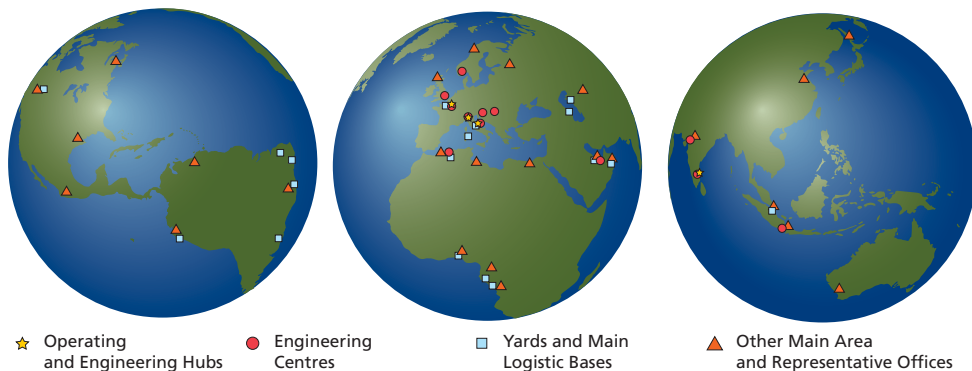 Operating
and Engineering Hubs
Engineering
Centres
Yards and Main
Logistic Bases
Other Main Area
and Representative Offices